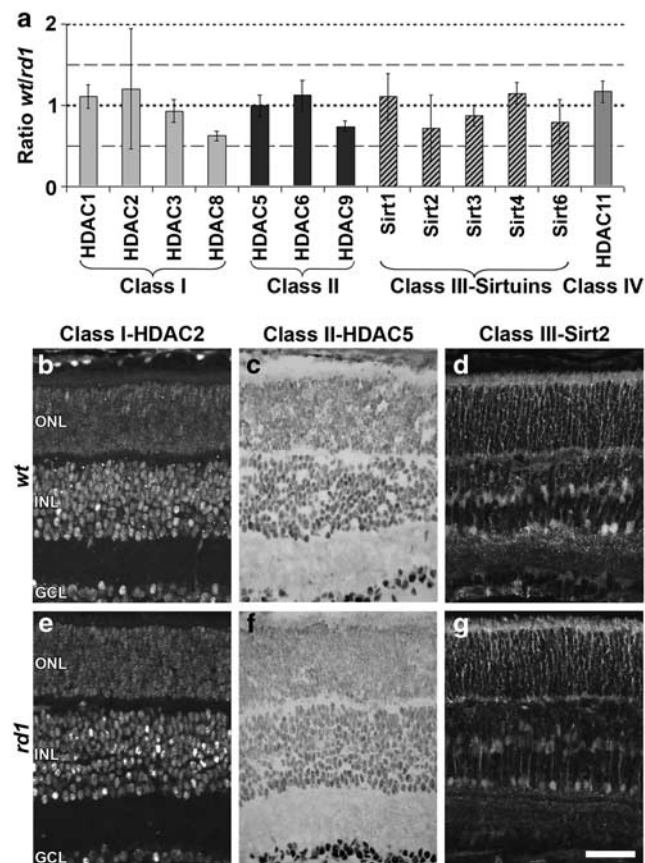 a
2
1
0
Ratio wt/rd1
HDAC1
HDAC2
HDAC3
HDAC8
HDAC5
HDAC6
HDAC9
Sirt1
Sirt2
Sirt3
Sirt4
Sirt6
HDAC11
Class I
Class II
Class III-Sirtuins
Class IV
Class I-HDAC2
Class II-HDAC5
Class III-Sirt2
b
c
d
wt
ONL
INL
GCL
e
f
g
rd1
ONL
INL
GCL